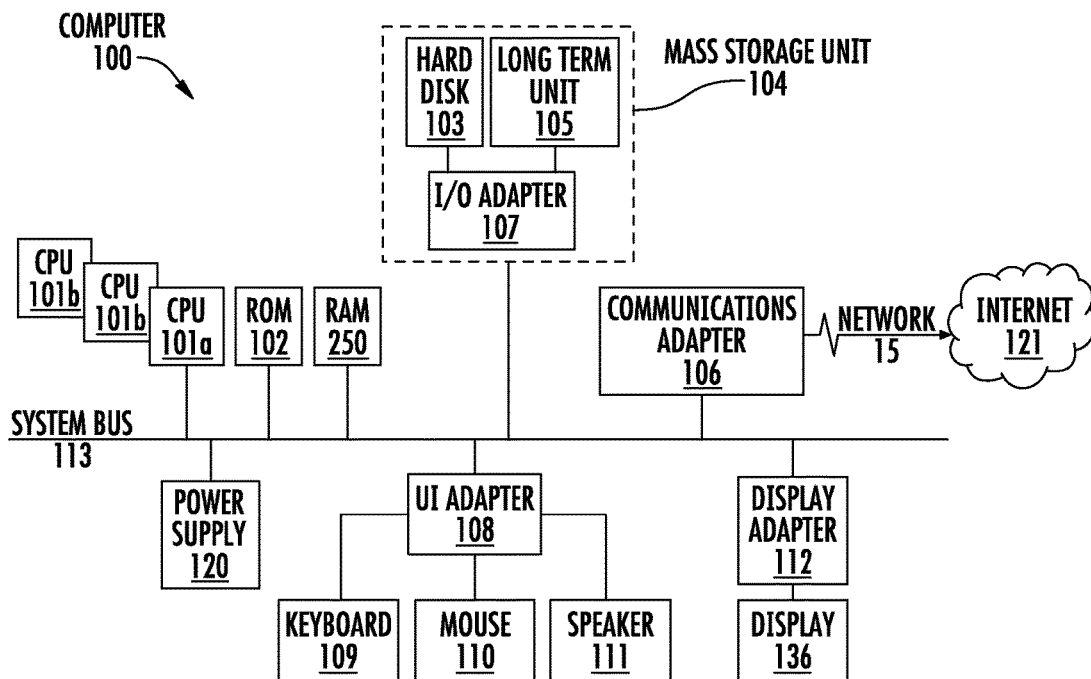 COMPUTER
100
HARD
DISK
103
LONG TERM
UNIT
105
MASS STORAGE UNIT
104
I/O ADAPTER
107
CPU
101b
CPU
101b
CPU
101a
ROM
102
RAM
250
COMMUNICATIONS
ADAPTER
106
NETWORK
15
INTERNET
121
SYSTEM BUS
113
POWER
SUPPLY
120
UI ADAPTER
108
DISPLAY
ADAPTER
112
KEYBOARD
109
MOUSE
110
SPEAKER
111
DISPLAY
136